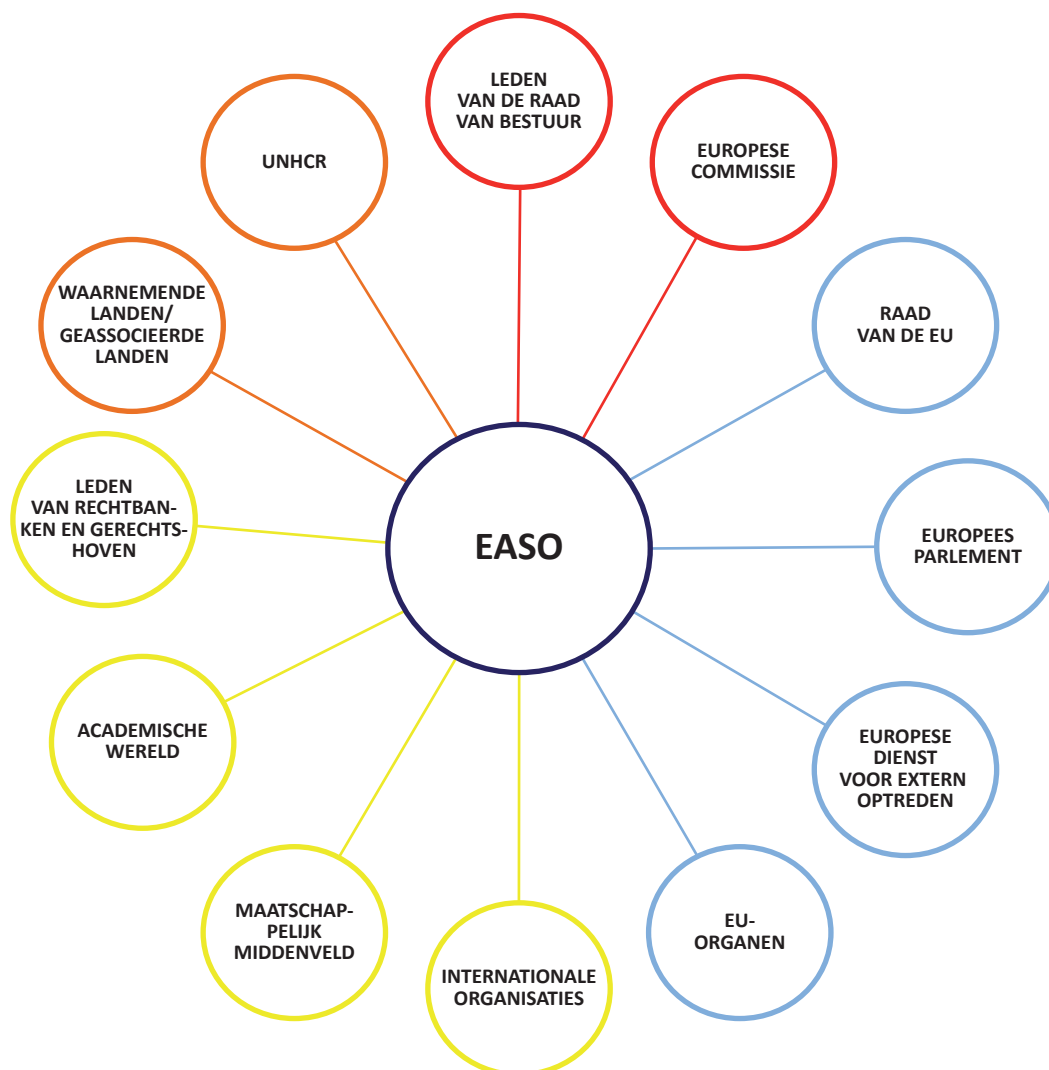 LEDEN
VAN DE RAAD
VAN BESTUUR
UNHCR
EUROPESE
COMMISSIE
WAARNEMENDE
LANDEN/
GEASSOCIEERDE
LANDEN
RAAD
VAN DE EU
LEDEN
VAN RECHTBAN-
KEN EN GERECHTS-
HOVEN
EASO
EUROPEES
PARLEMENT
ACADEMISCHE
WERELD
EUROPESE
DIENST
VOOR EXTERN
OPTREDEN
MAATSCHAP-
PELIJK
MIDDENVELD
INTERNATIONALE
ORGANISATIES
EU-
ORGANEN